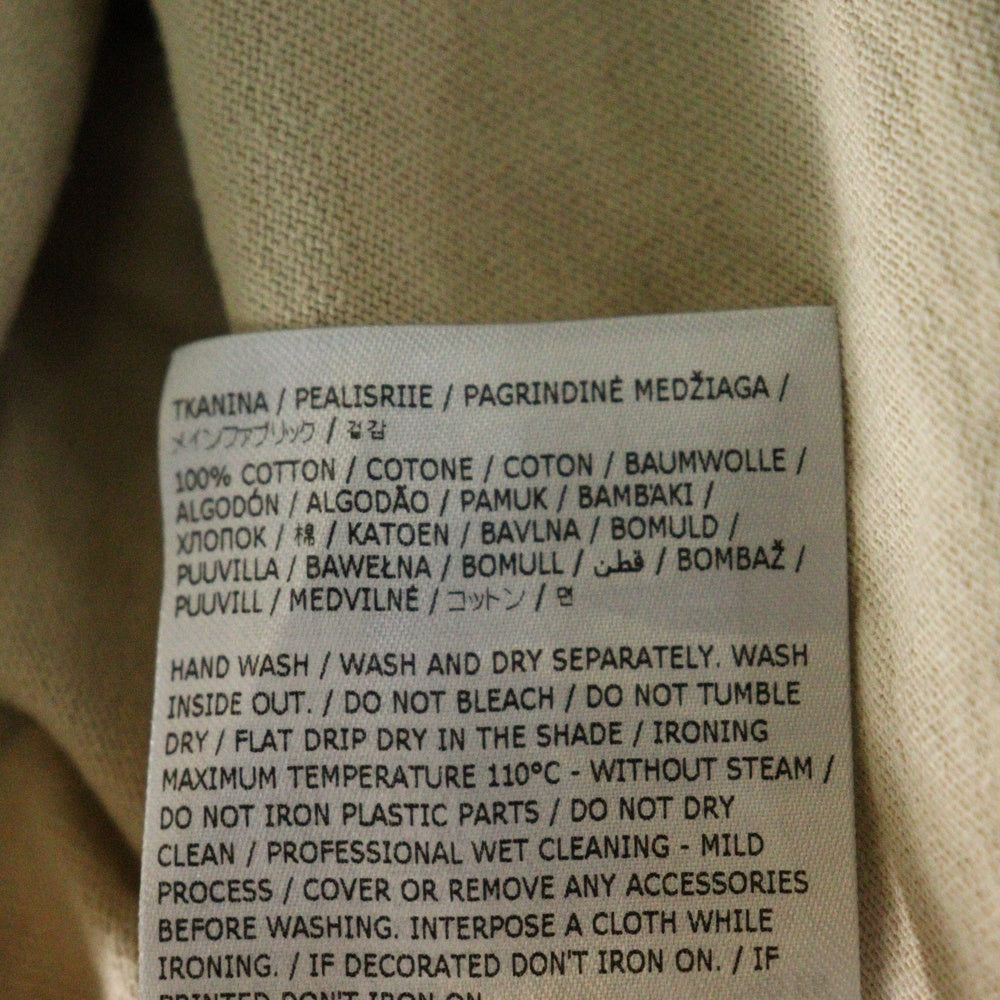 TKANINA / PEALISRIIE / PAGRINDINĖ MEDŽIAGA /
メインファブリック / 겉감
100% COTTON / COTONE / COTON / BAUMWOLLE /
ALGODÓN / ALGODÃO / PAMUK / BAMBAKI /
ХЛОПОК / 棉 / KATOEN / BAVLNA / BOMULD /
PUUVILLA / BAWEŁNA / BOMULL / قطن / BOMBAŽ /
PUUVILL / MEDVILNĖ / コットン / 면
HAND WASH / WASH AND DRY SEPARATELY. WASH
INSIDE OUT. / DO NOT BLEACH / DO NOT TUMBLE
DRY / FLAT DRIP DRY IN THE SHADE / IRONING
MAXIMUM TEMPERATURE 110°C - WITHOUT STEAM /
DO NOT IRON PLASTIC PARTS / DO NOT DRY
CLEAN / PROFESSIONAL WET CLEANING - MILD
PROCESS / COVER OR REMOVE ANY ACCESSORIES
BEFORE WASHING. INTERPOSE A CLOTH WHILE
IRONING. / IF DECORATED DON'T IRON ON. / IF
PRINTED DON'T IRON ON